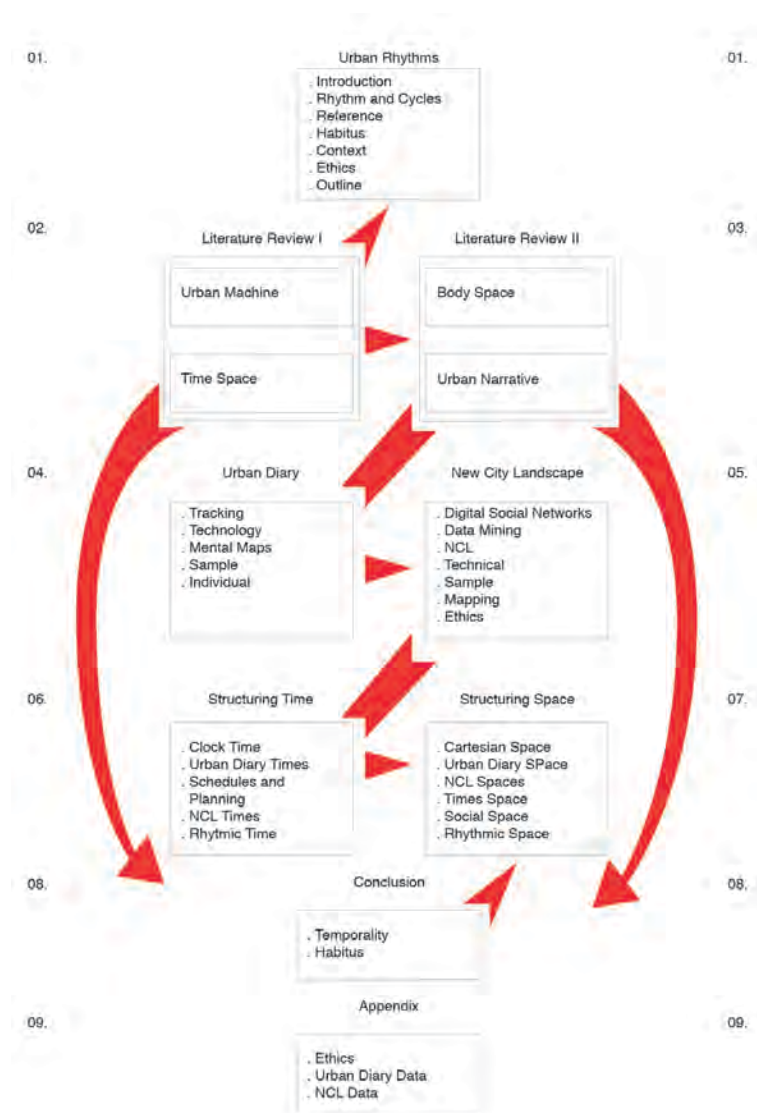 01.
Urban Rhythms
01.
. Introduction
. Rhythm and Cycles
. Reference
. Habitus
. Context
. Ethics
. Outline
02.
Literature Review I
Literature Review II
03.
Urban Machine
Time Space
Body Space
Urban Narrative
04.
Urban Diary
New City Landscape
05.
. Tracking
. Technology
. Mental Maps
. Sample
. Individual
. Digital Social Networks
. Data Mining
. NCL
. Technical
. Sample
. Mapping
. Ethics
06.
Structuring Time
Structuring Space
07.
. Clock Time
. Urban Diary Times
. Schedules and
Planning
. NCL Times
. Rhytmic Time
. Cartesian Space
. Urban Diary SPace
. NCL Spaces
. Times Space
. Social Space
. Rhythmic Space
08.
Conclusion
08.
. Temporality
. Habitus
09.
Appendix
09.
. Ethics
. Urban Diary Data
. NCL Data